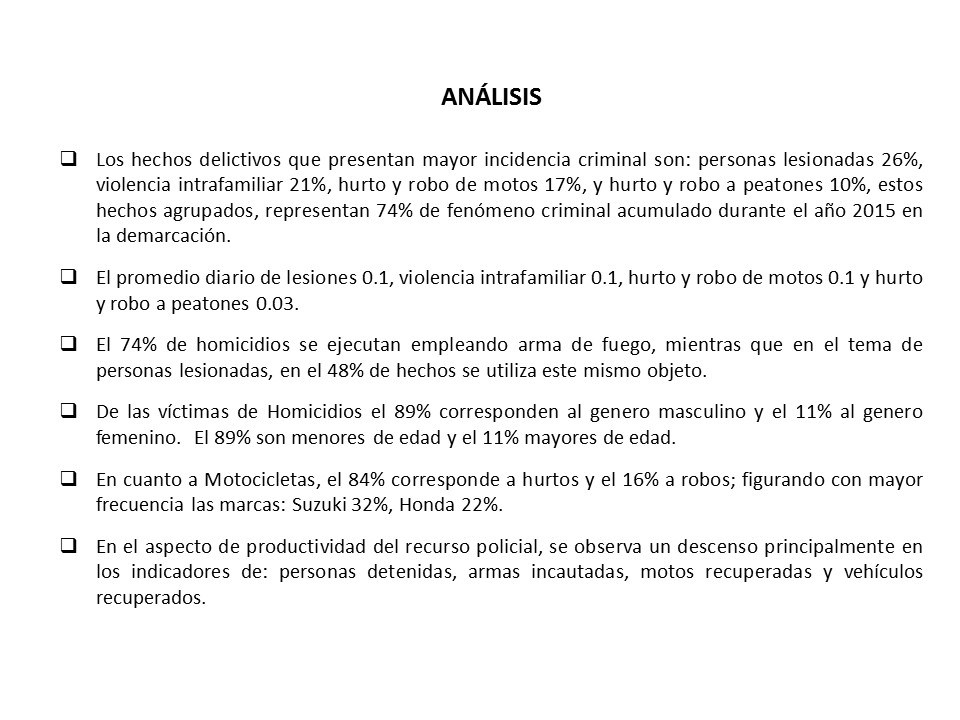 ANÁLISIS
Los hechos delictivos que presentan mayor incidencia criminal son: personas lesionadas 26%,
violencia intrafamiliar 21%, hurto y robo de motos 17%, y hurto y robo a peatones 10%, estos
hechos agrupados, representan 74% de fenómeno criminal acumulado durante el año 2015 en
la demarcación.
El promedio diario de lesiones 0.1, violencia intrafamiliar 0.1, hurto y robo de motos 0.1 y hurto
y robo a peatones 0.03.
El 74% de homicidios se ejecutan empleando arma de fuego, mientras que en el tema de
personas lesionadas, en el 48% de hechos se utiliza este mismo objeto.
De las víctimas de Homicidios el 89% corresponden al genero masculino y el 11% al genero
femenino. El 89% son menores de edad y el 11% mayores de edad.
En cuanto a Motocicletas, el 84% corresponde a hurtos y el 16% a robos; figurando con mayor
frecuencia las marcas: Suzuki 32%, Honda 22%.
En el aspecto de productividad del recurso policial, se observa un descenso principalmente en
los indicadores de: personas detenidas, armas incautadas, motos recuperadas y vehículos
recuperados.